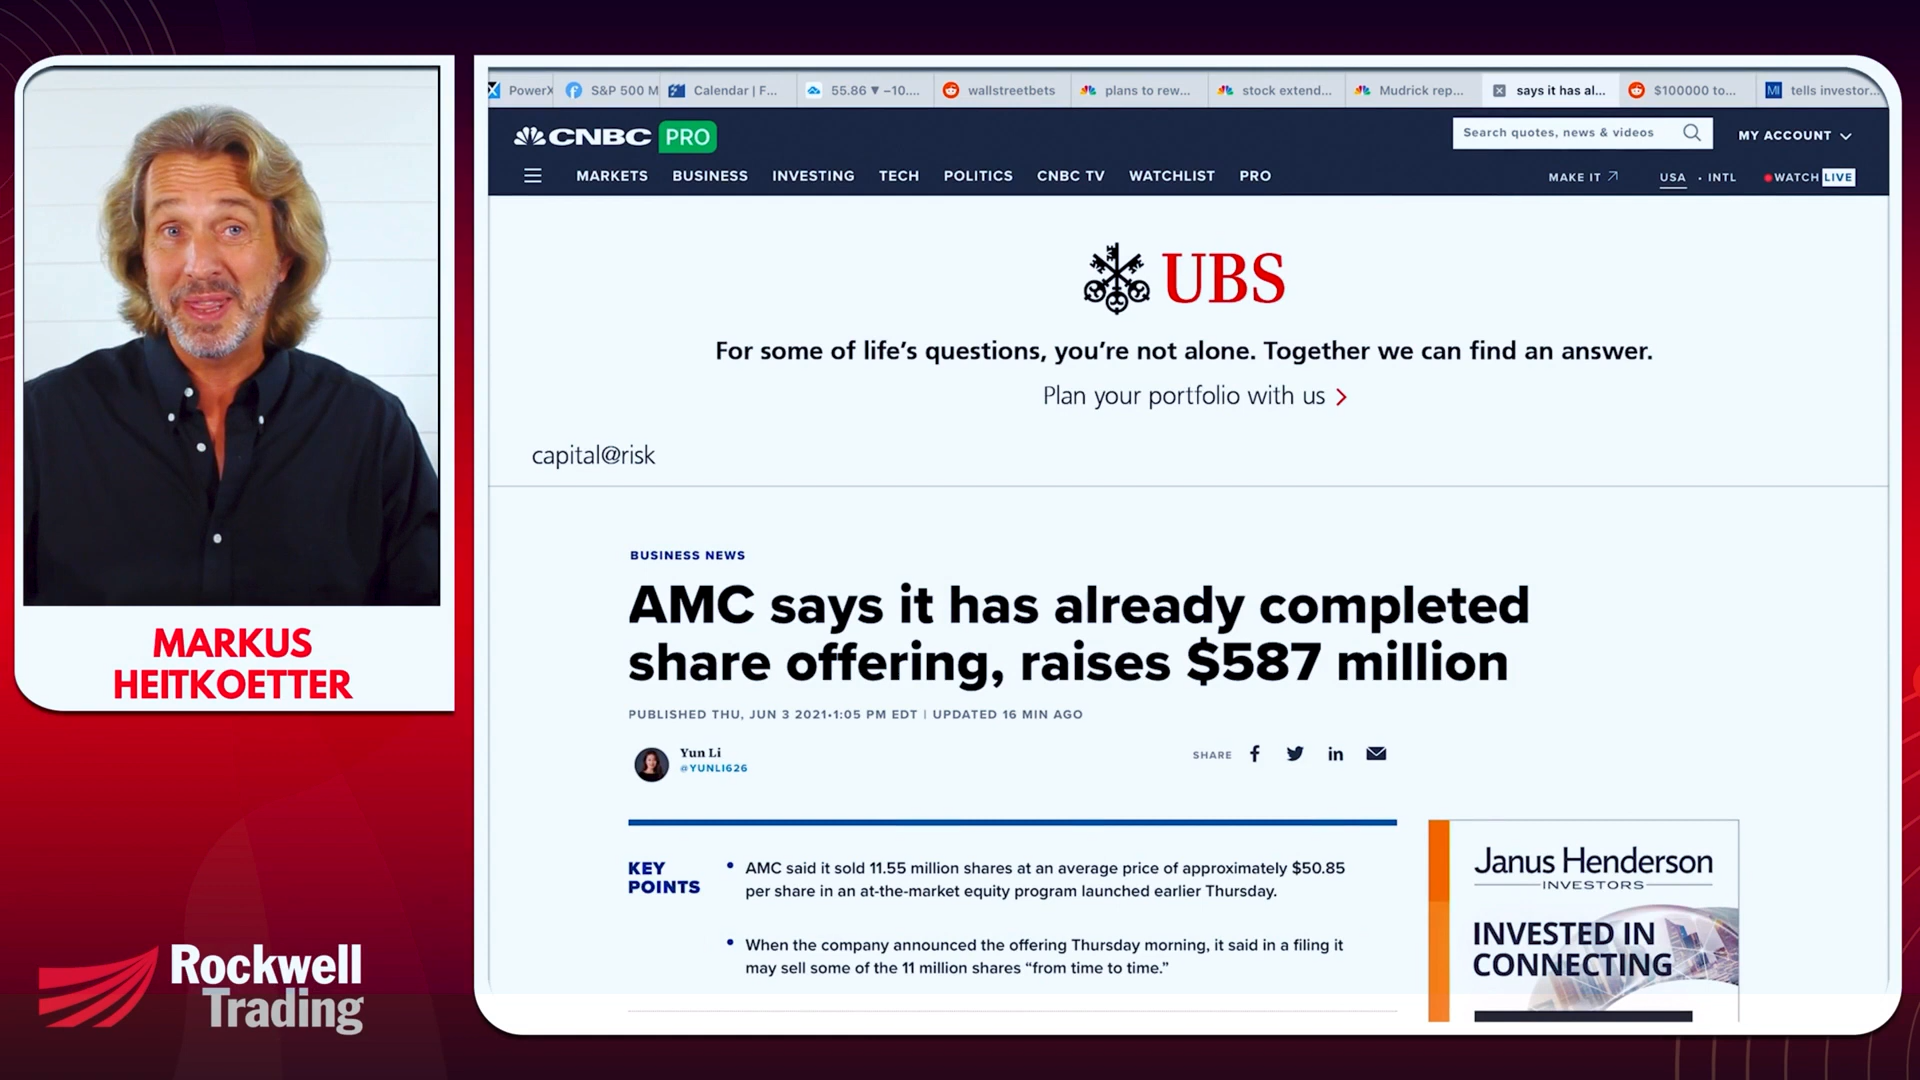 MARKUS
HEITKOETTER
Rockwell
Trading
PowerX
S&P 500 M
Calendar | F...
55.86 ▼ −10....
wallstreetbets
plans to rew...
stock extend...
Mudrick rep...
says it has al...
$100000 to...
MI
tells investor...
CNBC PRO
Search quotes, news & videos
MY ACCOUNT
MARKETS BUSINESS INVESTING TECH POLITICS CNBC TV WATCHLIST PRO
MAKE IT
USA • INTL
WATCH LIVE
UBS
For some of life’s questions, you’re not alone. Together we can find an answer.
Plan your portfolio with us
capital@risk
BUSINESS NEWS
AMC says it has already completed
share offering, raises $587 million
PUBLISHED THU, JUN 3 2021•1:05 PM EDT | UPDATED 16 MIN AGO
Yun Li
@YUNLI626
SHARE
KEY
POINTS
• AMC said it sold 11.55 million shares at an average price of approximately $50.85
per share in an at-the-market equity program launched earlier Thursday.
• When the company announced the offering Thursday morning, it said in a filing it
may sell some of the 11 million shares “from time to time.”
Janus Henderson
INVESTORS
INVESTED IN
CONNECTING